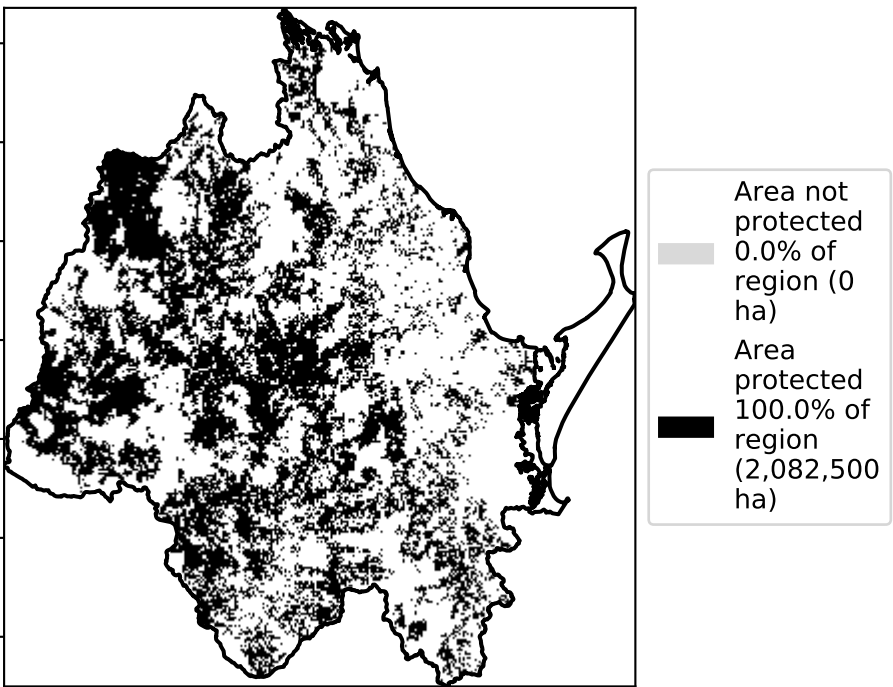 Area not
protected
0.0% of
region (0
ha)
Area
protected
100.0% of
region
(2,082,500
ha)